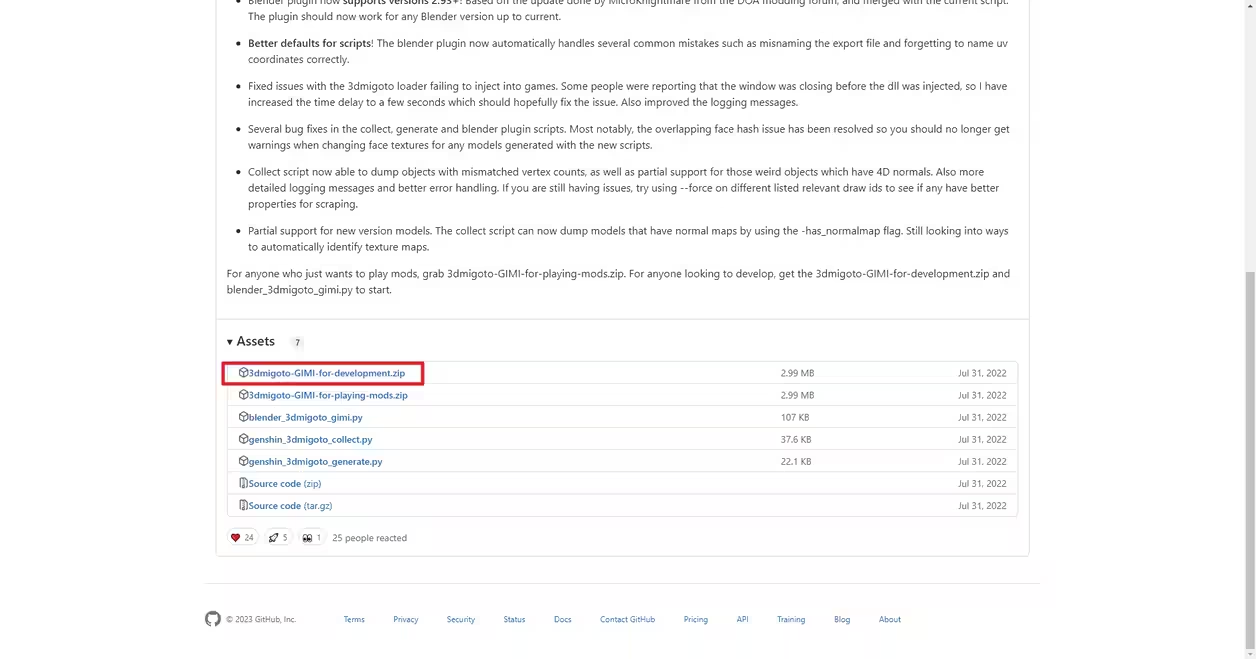 Blender plugin now supports versions 2.93+! Based on the update done by MicroKnightmare from the DOA modding forum, and merged with the current script.
The plugin should now work for any Blender version up to current.
Better defaults for scripts! The blender plugin now automatically handles several common mistakes such as misnaming the export file and forgetting to name uv
coordinates correctly.
Fixed issues with the 3dmigoto loader failing to inject into games. Some people were reporting that the window was closing before the dll was injected, so I have
increased the time delay to a few seconds which should hopefully fix the issue. Also improved the logging messages.
Several bug fixes in the collect, generate and blender plugin scripts. Most notably, the overlapping face hash issue has been resolved so you should no longer get
warnings when changing face textures for any models generated with the new scripts.
Collect script now able to dump objects with mismatched vertex counts, as well as partial support for those weird objects which have 4D normals. Also more
detailed logging messages and better error handling. If you are still having issues, try using --force on different listed relevant draw ids to see if any have better
properties for scraping.
Partial support for new version models. The collect script can now dump models that have normal maps by using the -has_normalmap flag. Still looking into ways
to automatically identify texture maps.
For anyone who just wants to play mods, grab 3dmigoto-GIMI-for-playing-mods.zip. For anyone looking to develop, get the 3dmigoto-GIMI-for-development.zip and
blender_3dmigoto_gimi.py to start.
▾ Assets 7
3dmigoto-GIMI-for-development.zip 2.99 MB Jul 31, 2022
3dmigoto-GIMI-for-playing-mods.zip 2.99 MB Jul 31, 2022
blender_3dmigoto_gimi.py 107 KB Jul 31, 2022
genshin_3dmigoto_collect.py 37.6 KB Jul 31, 2022
genshin_3dmigoto_generate.py 22.1 KB Jul 31, 2022
Source code (zip) Jul 31, 2022
Source code (tar.gz) Jul 31, 2022
24 5 1 25 people reacted
© 2023 GitHub, Inc. Terms Privacy Security Status Docs Contact GitHub Pricing API Training Blog About